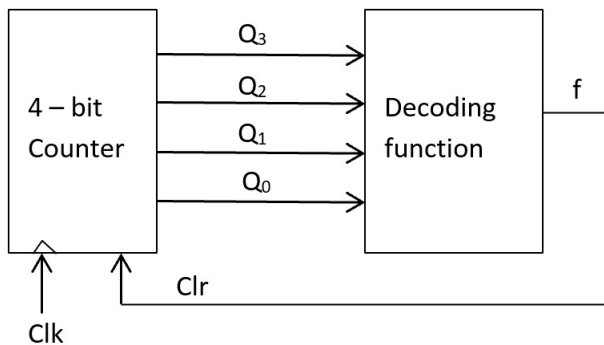 4 – bit
Counter
Q₃
Q₂
Q₁
Q₀
Decoding
function
f
Clr
Clk